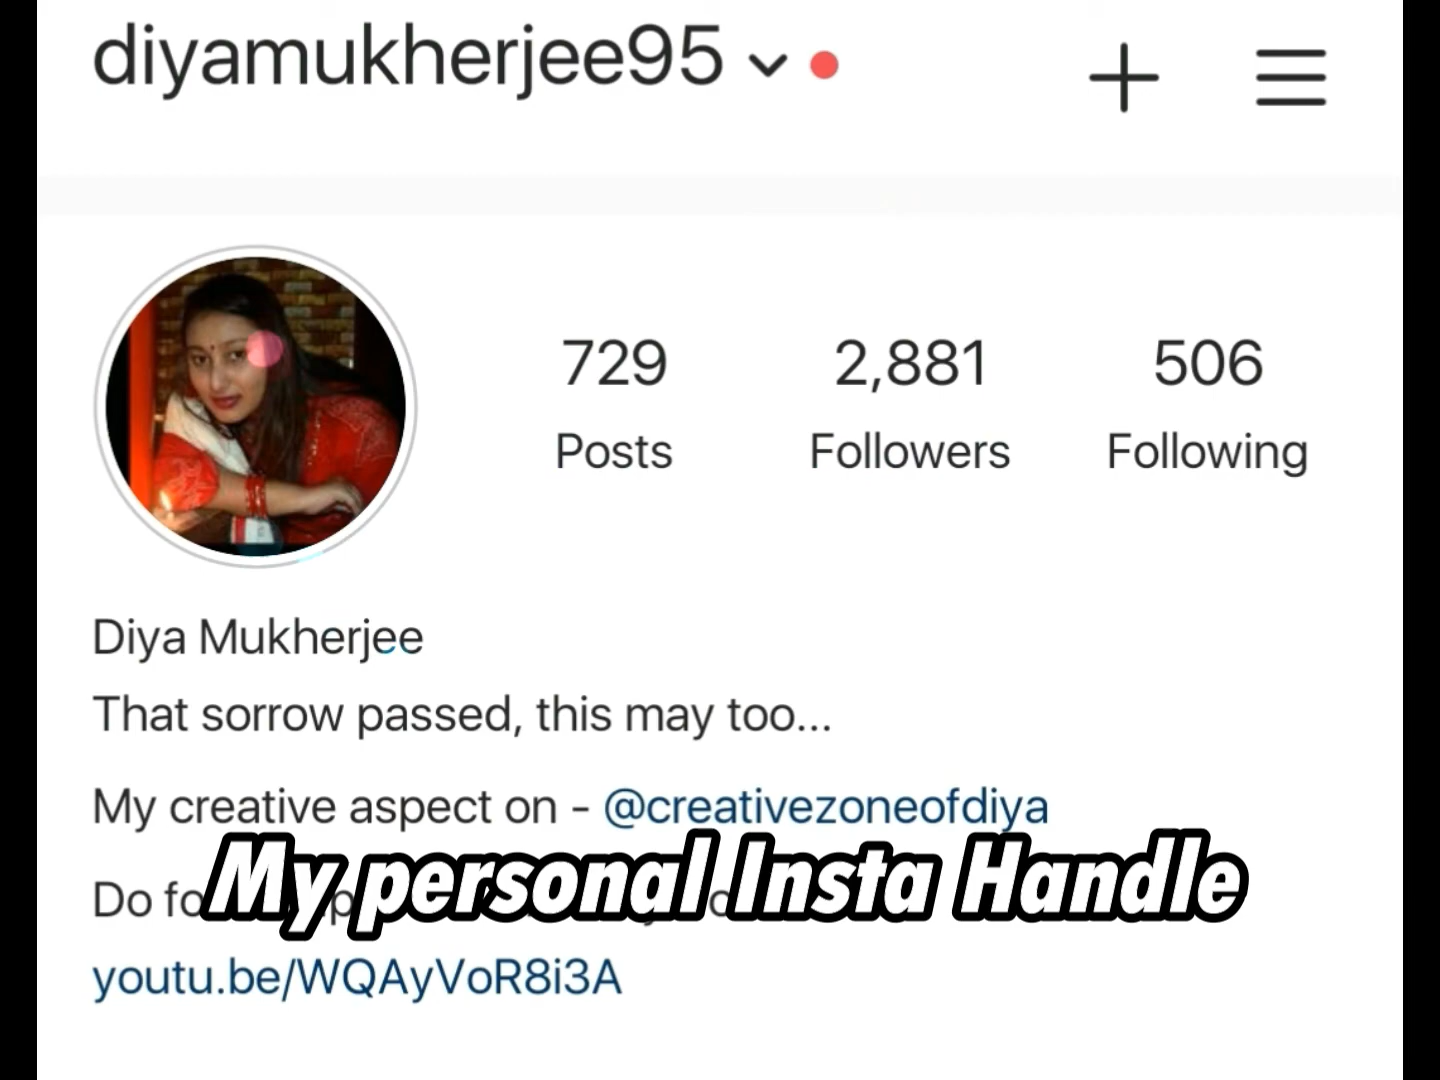 diyamukherjee95
729 2,881 506
Posts Followers Following
Diya Mukherjee
That sorrow passed, this may too...
My creative aspect on - @creativezoneofdiya
My personal Insta Handle
Do
youtu.be/WQAyVoR8i3A